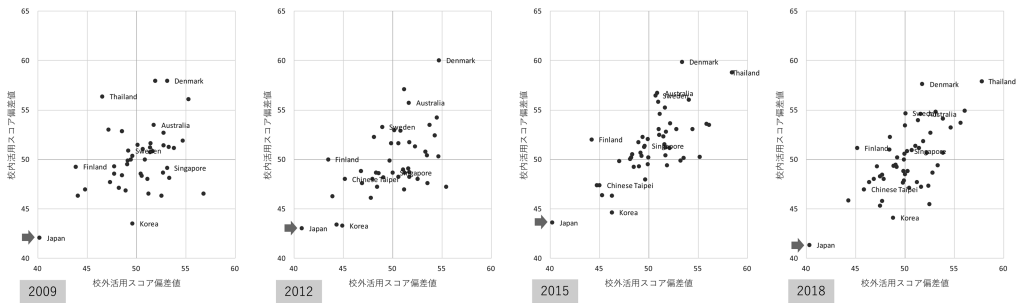 65
60
55
50
45
40
校内活用スコア偏差値
Denmark
Thailand
Australia
Sweden
Finland
Singapore
Korea
Japan
40 45 50 55 60
校外活用スコア偏差値
2009
65
60
55
50
45
40
校内活用スコア偏差値
Denmark
Australia
Sweden
Finland
Singapore
Chinese Taipei
Korea
Japan
40 45 50 55 60
校外活用スコア偏差値
2012
65
60
55
50
45
40
校内活用スコア偏差値
Denmark
Thailand
Australia
Sweden
Finland
Singapore
Chinese Taipei
Korea
Japan
40 45 50 55 60
校外活用スコア偏差値
2015
65
60
55
50
45
40
校内活用スコア偏差値
Denmark
Thailand
Sweden
Australia
Finland
Singapore
Chinese Taipei
Korea
Japan
40 45 50 55 60
校外活用スコア偏差値
2018